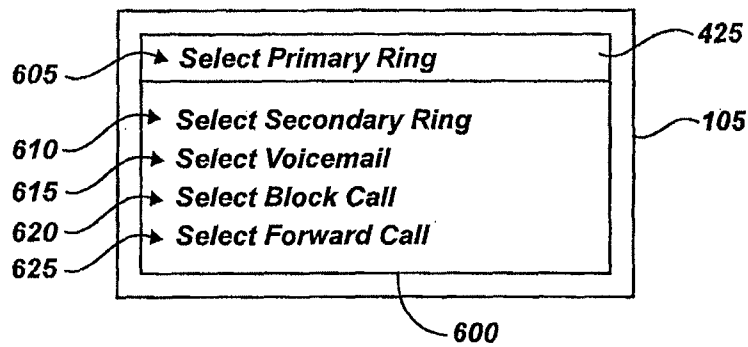 605 Select Primary Ring 425
610 Select Secondary Ring 105
615 Select Voicemail
620 Select Block Call
625 Select Forward Call
600